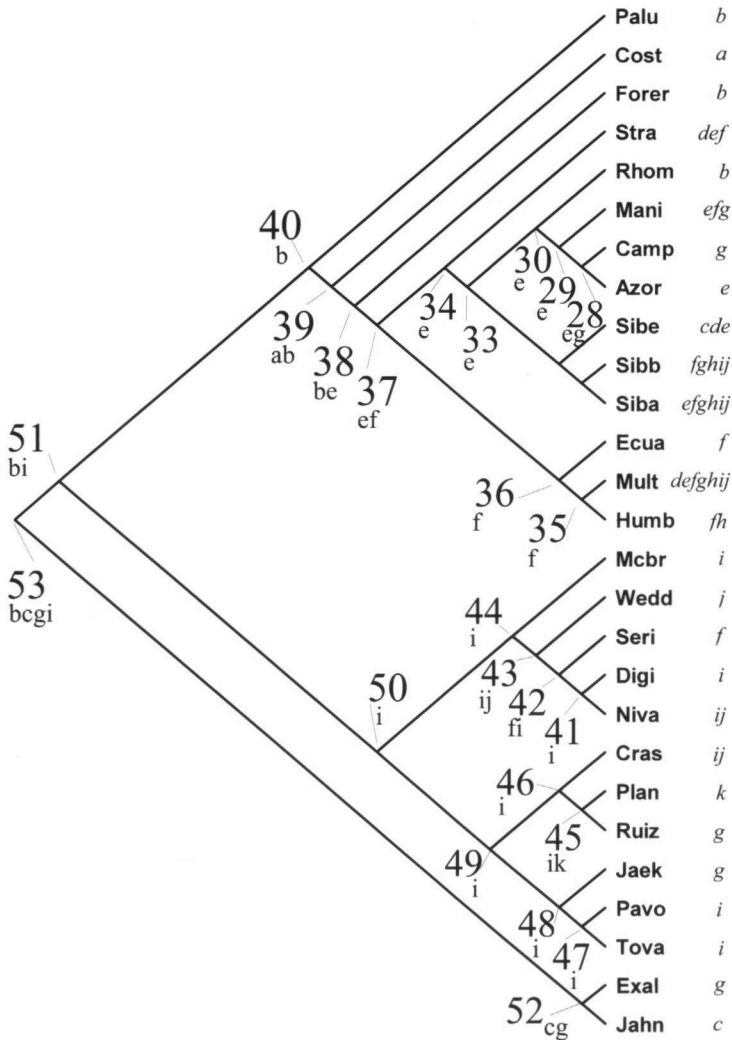 Palu b
Cost a
Forer b
Stra def
Rhom b
Mani efg
Camp g
Azor e
Sibe cde
Sibb fghij
Siba efghij
Ecua f
Mult defghij
Humb fh
Mcbr i
Wedd j
Seri f
Digi i
Niva ij
Cras ij
Plan k
Ruiz g
Jaek g
Pavo i
Tova i
Exal g
Jahn c
40
b
39
ab
38
be
37
ef
34
e
33
e
30
e
29
e
28
eg
36
f
35
f
51
bi
53
bcgi
50
i
44
i
43
ij
42
fi
41
i
46
i
45
ik
49
i
48
i
47
i
52
cg